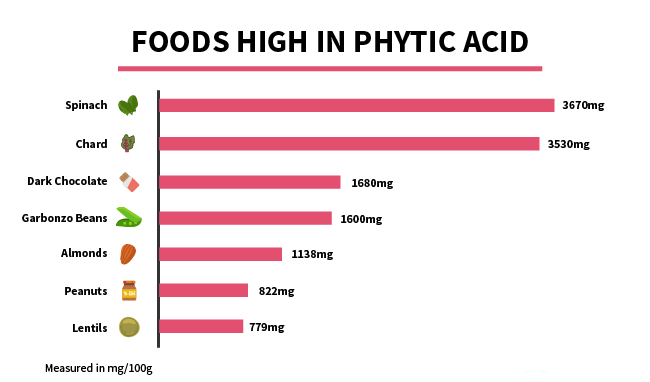 FOODS HIGH IN PHYTIC ACID
Spinach 3670mg
Chard 3530mg
Dark Chocolate 1680mg
Garbonzo Beans 1600mg
Almonds 1138mg
Peanuts 822mg
Lentils 779mg
Measured in mg/100g